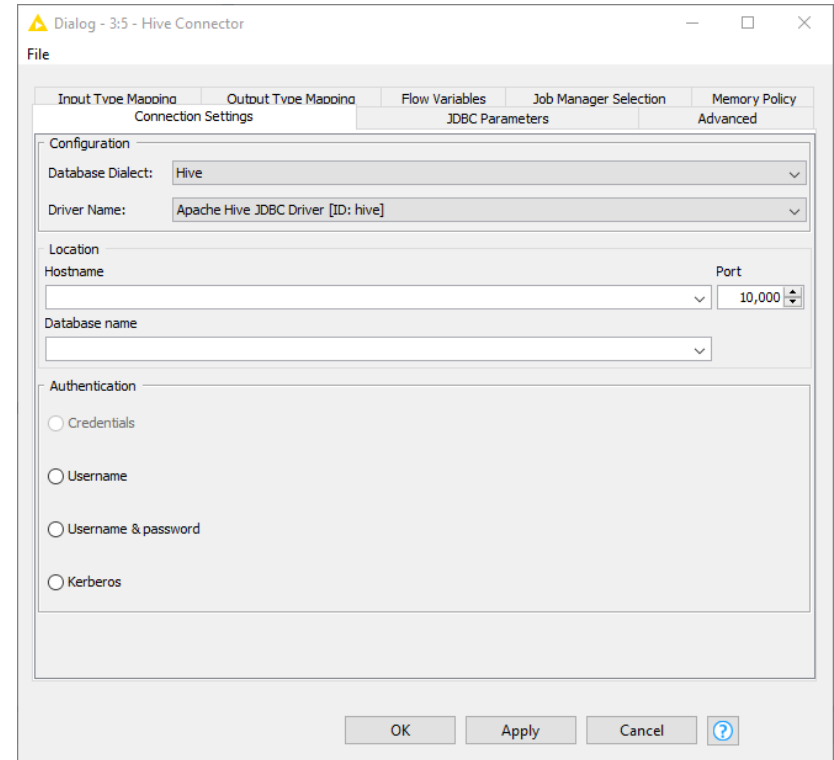 Dialog - 3:5 - Hive Connector
File
Input Type Mapping Output Type Mapping Flow Variables Job Manager Selection Memory Policy
Connection Settings JDBC Parameters Advanced
Configuration
Database Dialect: Hive
Driver Name: Apache Hive JDBC Driver [ID: hive]
Location
Hostname Port
10,000
Database name
Authentication
Credentials
Username
Username & password
Kerberos
OK Apply Cancel ?